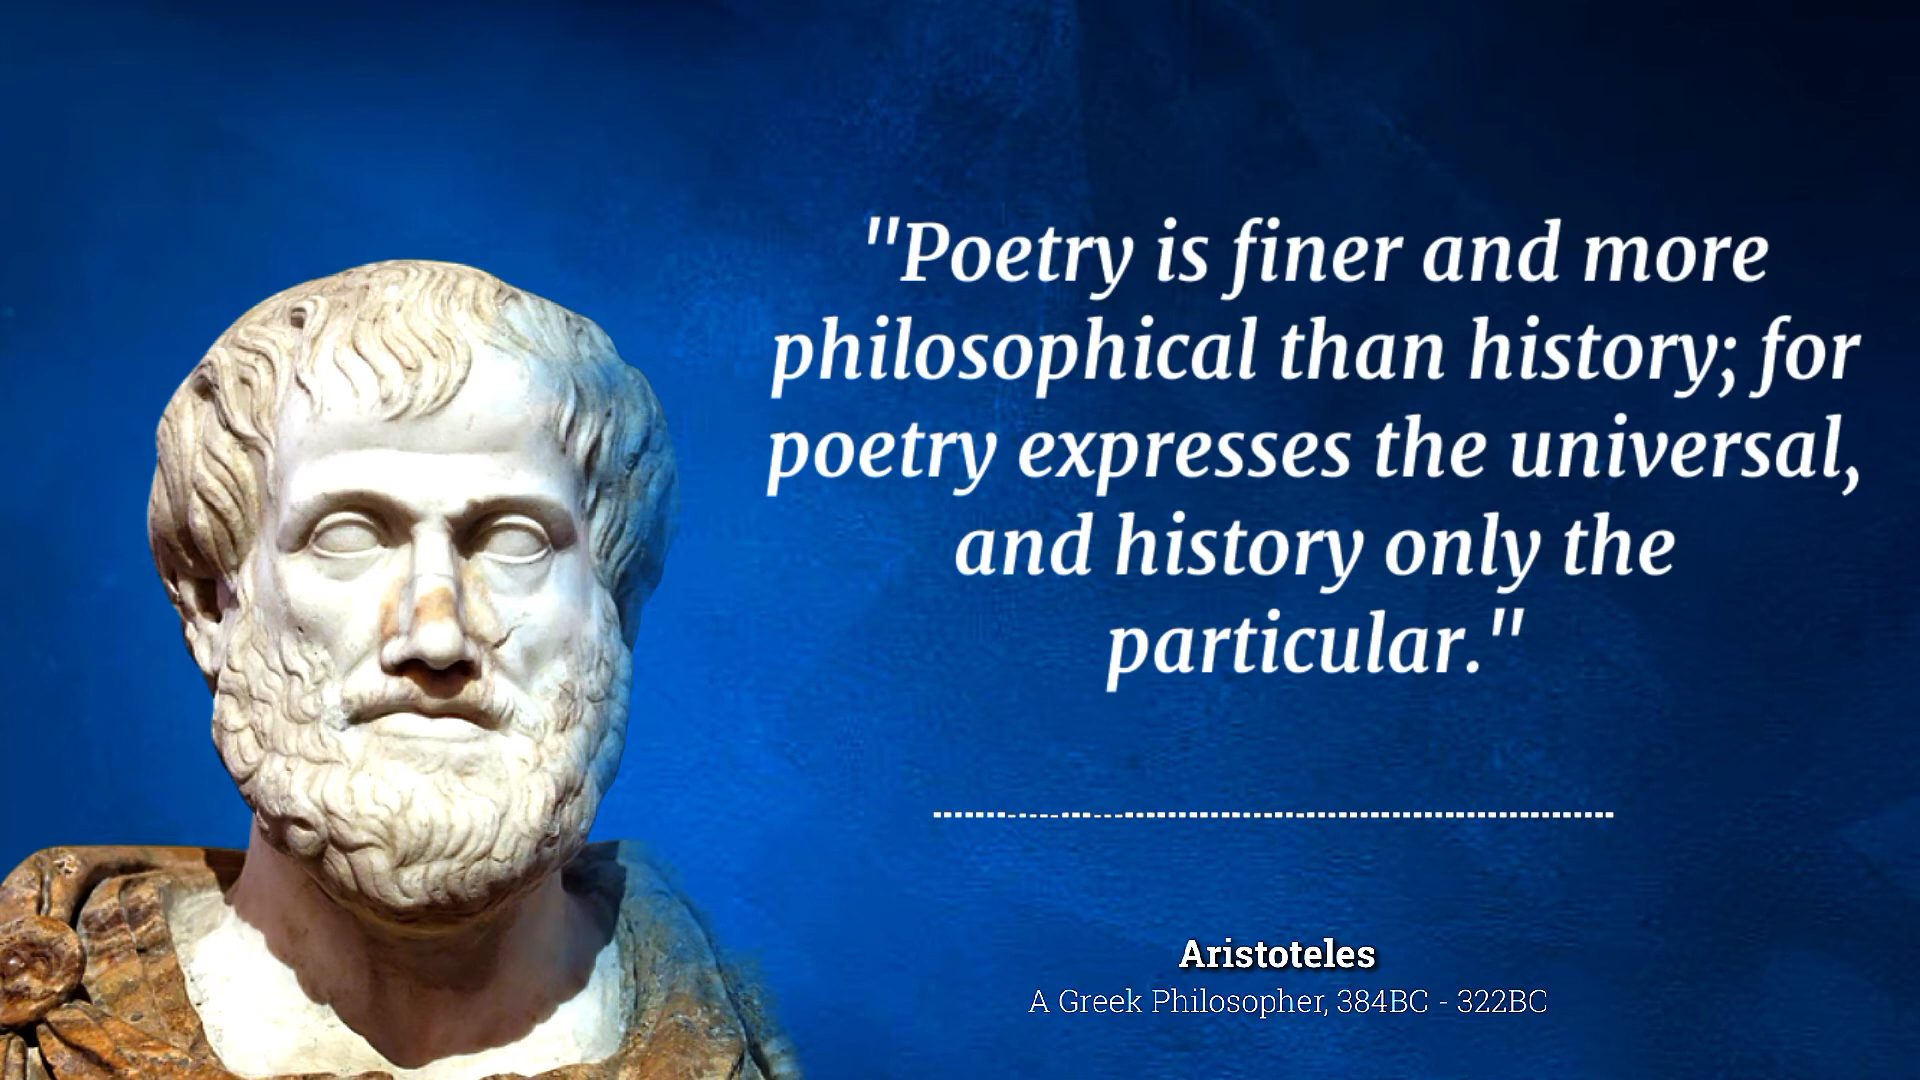 "Poetry is finer and more
philosophical than history; for
poetry expresses the universal,
and history only the
particular."
Aristoteles
A Greek Philosopher, 384BC - 322BC